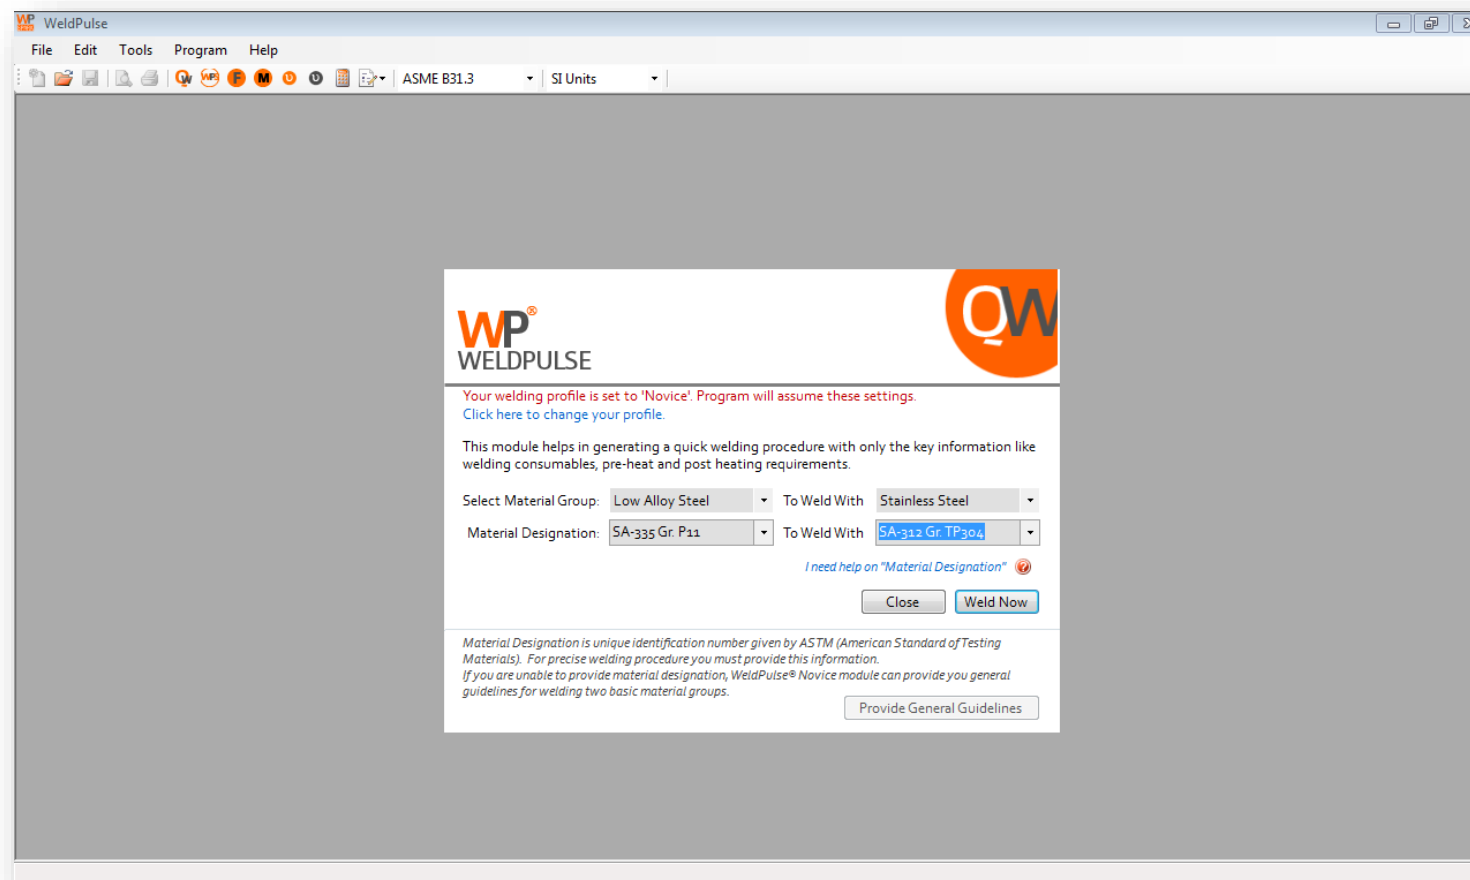 WeldPulse
File Edit Tools Program Help
ASME B31.3 SI Units
QW
WP®
WELDPULSE
Your welding profile is set to 'Novice'. Program will assume these settings.
Click here to change your profile.
This module helps in generating a quick welding procedure with only the key information like
welding consumables, pre-heat and post heating requirements.
Select Material Group: Low Alloy Steel To Weld With Stainless Steel
Material Designation: SA-335 Gr. P11 To Weld With SA-312 Gr. TP304
I need help on "Material Designation"
Close Weld Now
Material Designation is unique identification number given by ASTM (American Standard of Testing
Materials). For precise welding procedure you must provide this information.
If you are unable to provide material designation, WeldPulse® Novice module can provide you general
guidelines for welding two basic material groups.
Provide General Guidelines